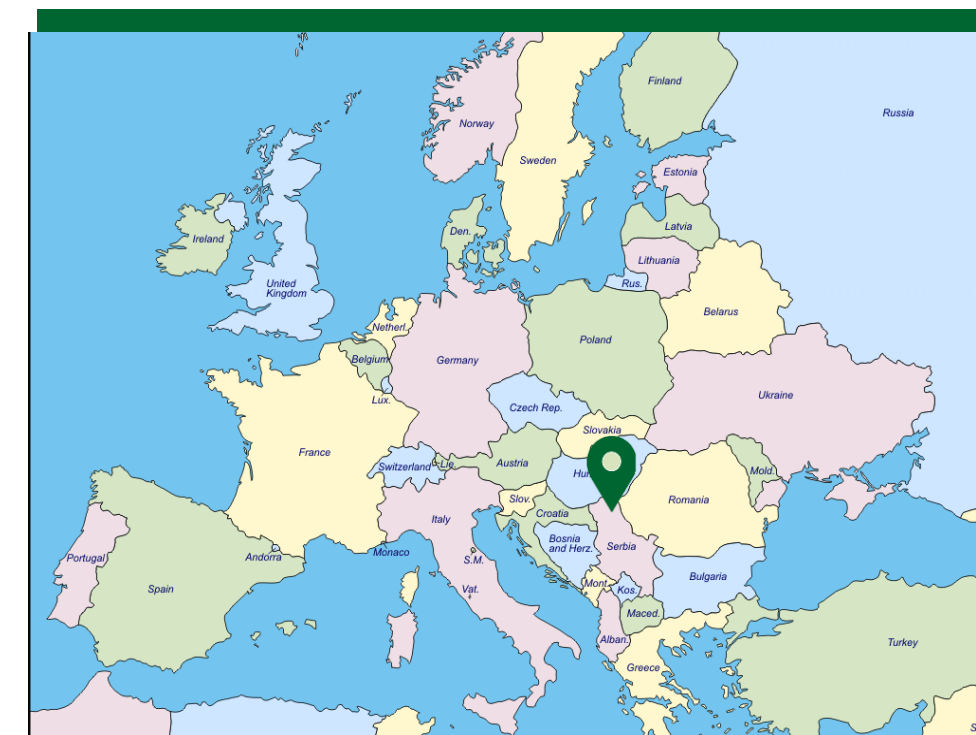 Finland
Russia
Norway
Sweden
Estonia
Ireland
Den.
Latvia
Lithuania
United
Kingdom
Rus.
Belarus
Netherl.
Poland
Belgium
Germany
Ukraine
Lux.
Czech Rep.
Slovakia
France
Switzerland
Lie.
Austria
Hun
Mold.
Slov.
Romania
Croatia
Italy
Bosnia
and Herz.
Serbia
Monaco
Andorra
Portugal
S.M.
Bulgaria
Spain
Vat.
Mont.
Kos.
Maced.
Alban.
Turkey
Greece
S